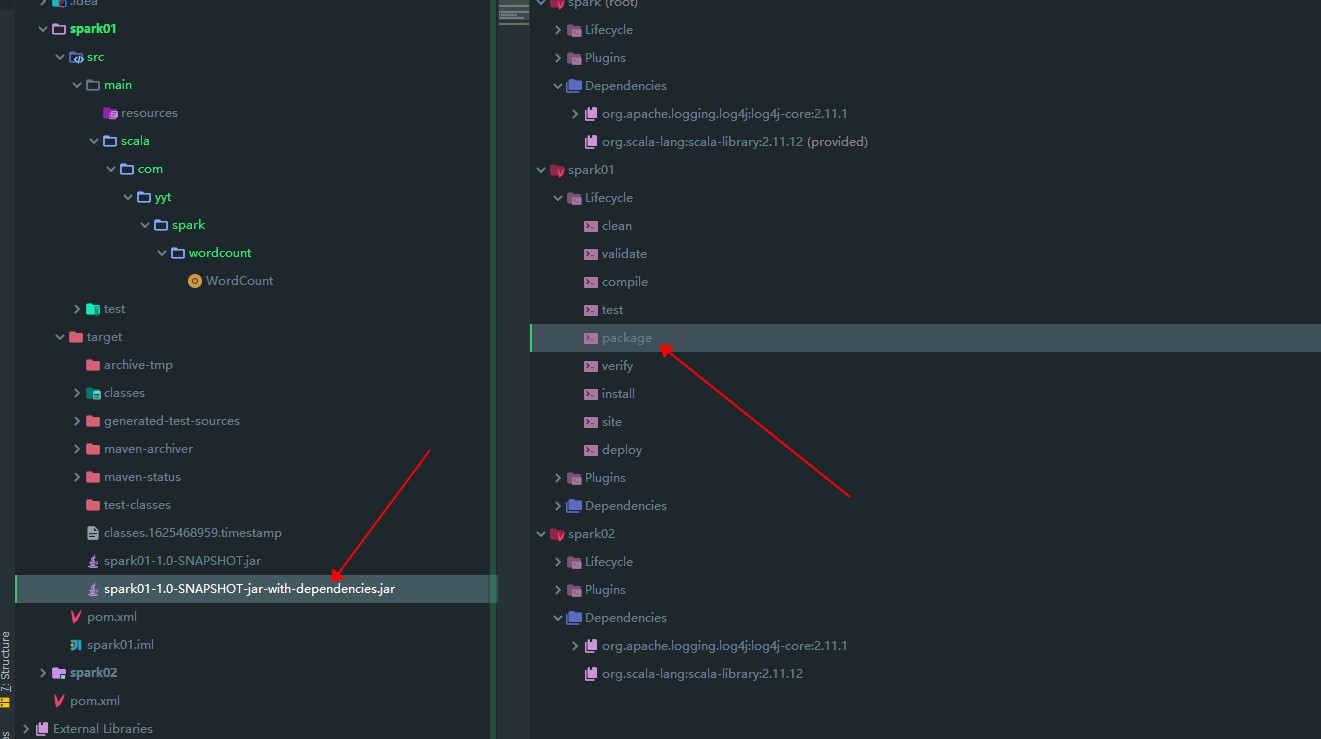 .idea
spark01
src
main
resources
scala
com
yyt
spark
wordcount
WordCount
test
target
archive-tmp
classes
generated-test-sources
maven-archiver
maven-status
test-classes
classes.1625468959.timestamp
spark01-1.0-SNAPSHOT.jar
spark01-1.0-SNAPSHOT-jar-with-dependencies.jar
pom.xml
spark01.iml
spark02
pom.xml
External Libraries
7: Structure
spark (root)
Lifecycle
Plugins
Dependencies
org.apache.logging.log4j:log4j-core:2.11.1
org.scala-lang:scala-library:2.11.12 (provided)
spark01
Lifecycle
clean
validate
compile
test
package
verify
install
site
deploy
Plugins
Dependencies
spark02
Lifecycle
Plugins
Dependencies
org.apache.logging.log4j:log4j-core:2.11.1
org.scala-lang:scala-library:2.11.12